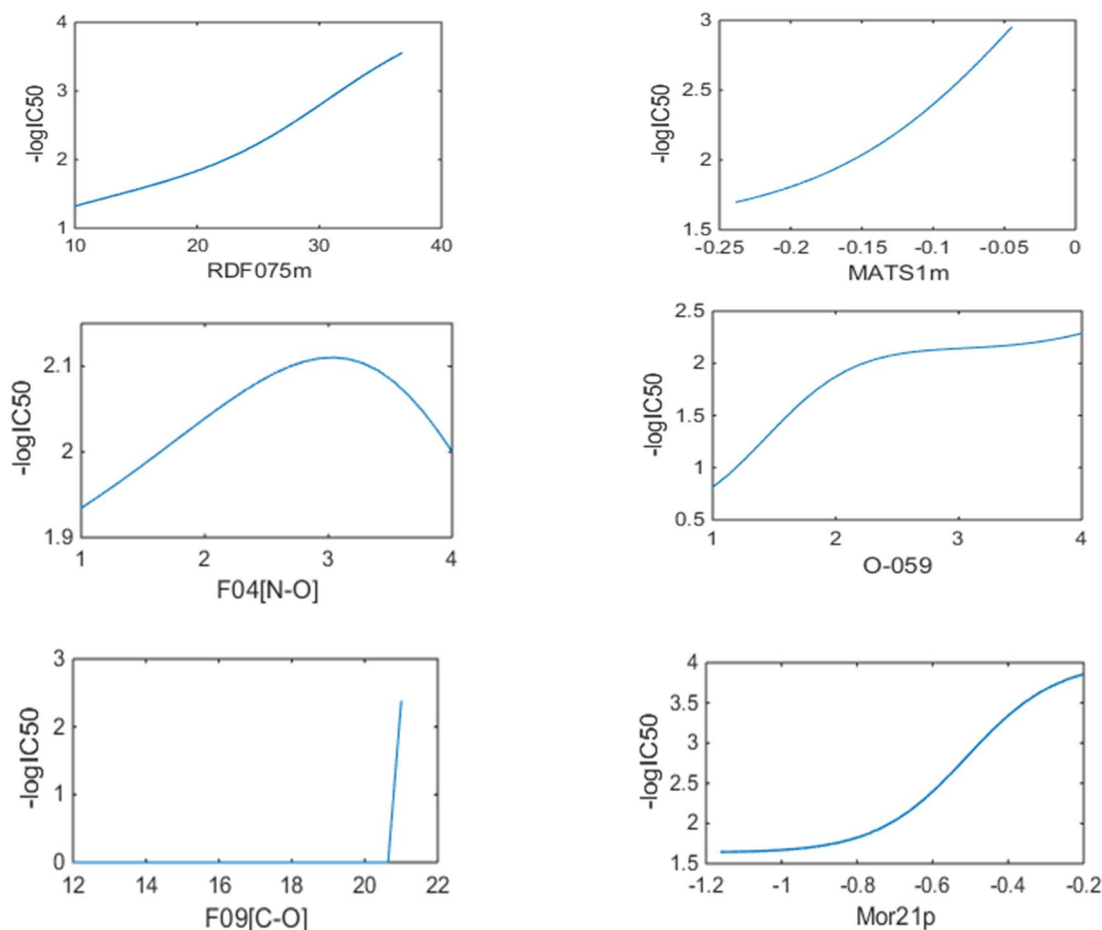 4
3
2
1
-logIC50
10 20 30 40
RDF075m
3
2.5
2
1.5
-logIC50
-0.25 -0.2 -0.15 -0.1 -0.05 0
MATS1m
2.1
2
1.9
-logIC50
1 2 3 4
F04[N-O]
2.5
2
1.5
1
0.5
-logIC50
1 2 3 4
O-059
3
2
1
0
-logIC50
12 14 16 18 20 22
F09[C-O]
4
3.5
3
2.5
2
1.5
-logIC50
-1.2 -1 -0.8 -0.6 -0.4 -0.2
Mor21p